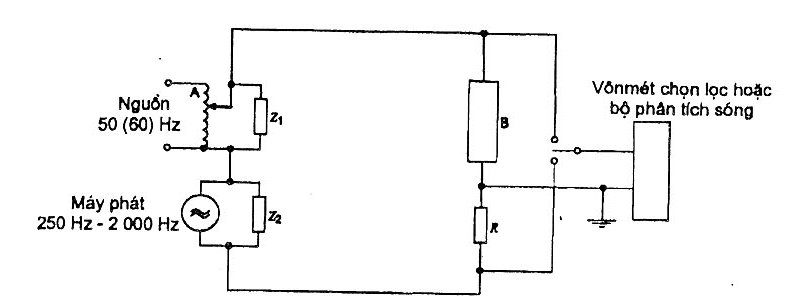 A
Nguồn
50 (60) Hz
Z1
Máy phát
250 Hz - 2 000 Hz
Z2
B
R
Vônmét chọn lọc hoặc
bộ phân tích sóng